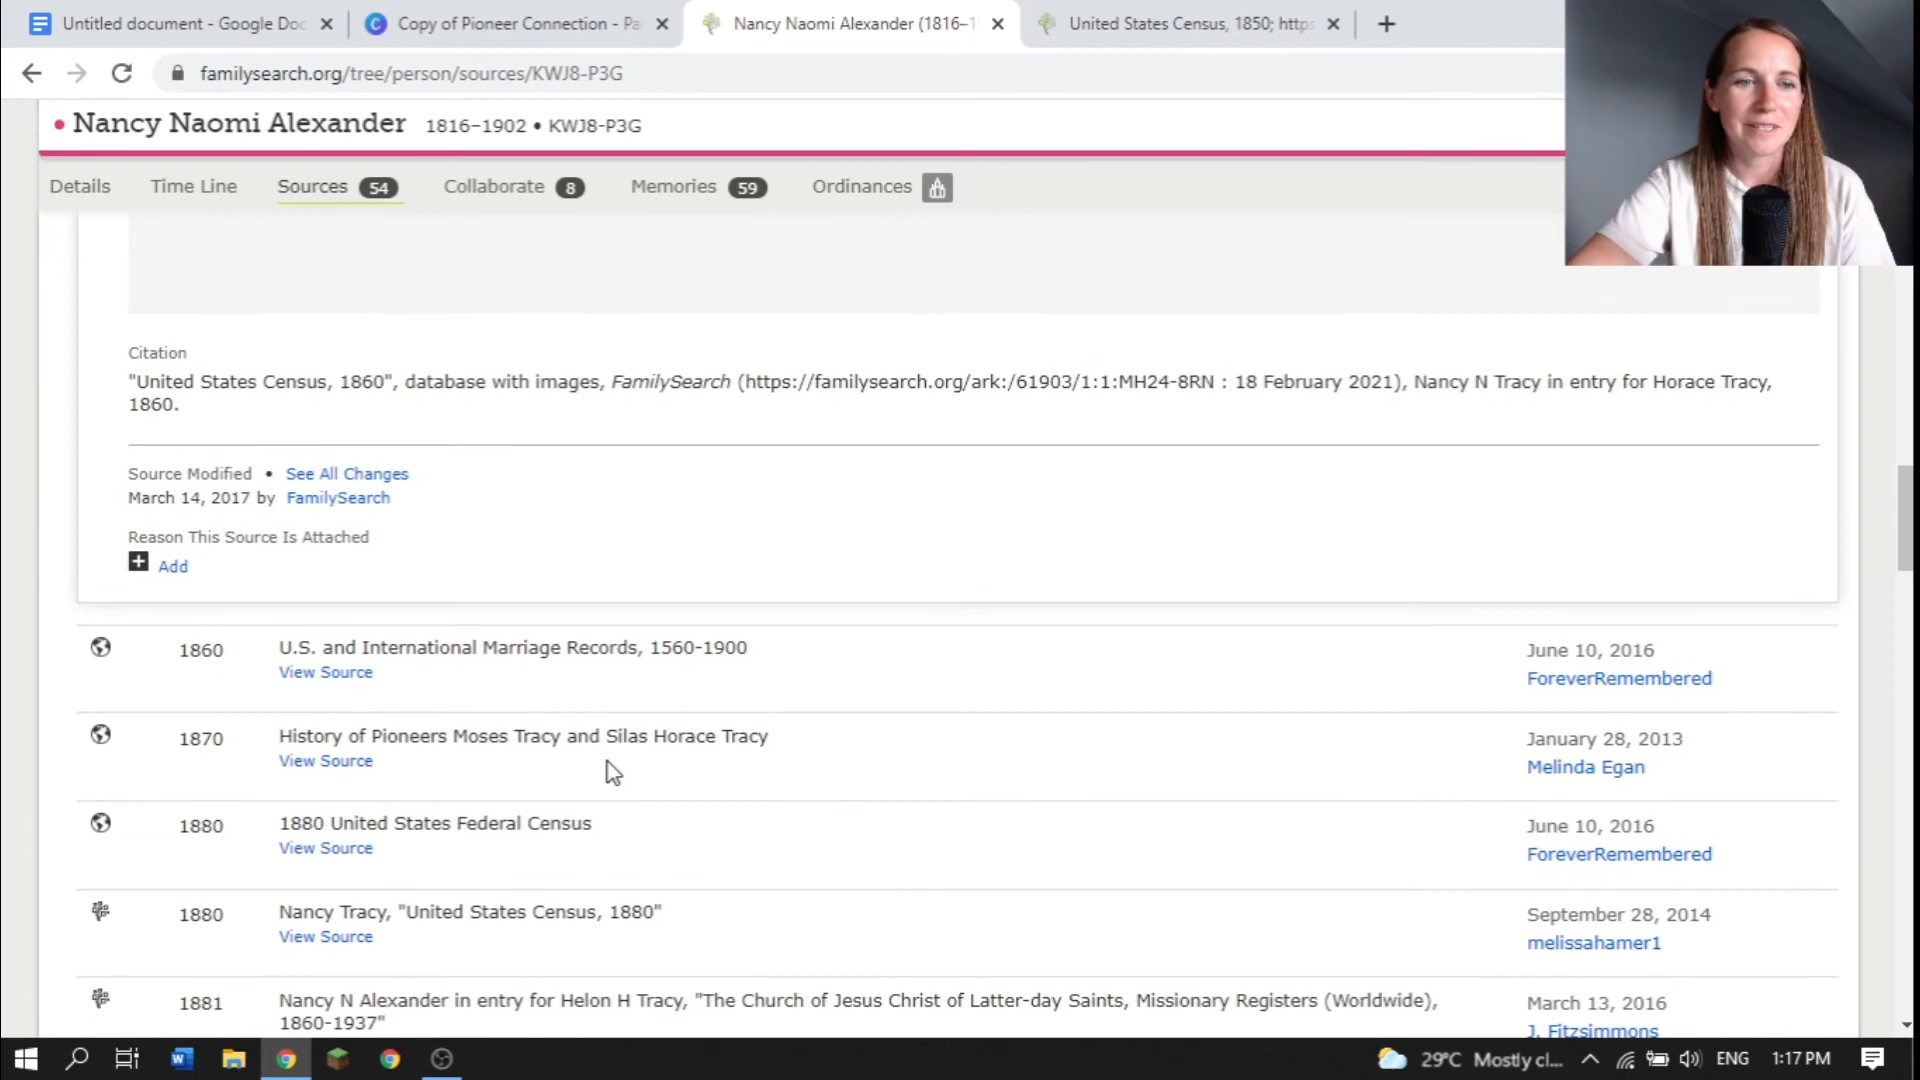 Untitled document - Google Doc
Copy of Pioneer Connection - Pa
Nancy Naomi Alexander (1816–1
United States Census, 1850; https
familysearch.org/tree/person/sources/KWJ8-P3G
Nancy Naomi Alexander 1816–1902 • KWJ8-P3G
Details Time Line Sources 54 Collaborate 8 Memories 59 Ordinances
Citation
"United States Census, 1860", database with images, FamilySearch (https://familysearch.org/ark:/61903/1:1:MH24-8RN : 18 February 2021), Nancy N Tracy in entry for Horace Tracy,
1860.
Source Modified • See All Changes
March 14, 2017 by FamilySearch
Reason This Source Is Attached
Add
1860 U.S. and International Marriage Records, 1560-1900 June 10, 2016
View Source ForeverRemembered
1870 History of Pioneers Moses Tracy and Silas Horace Tracy January 28, 2013
View Source Melinda Egan
1880 1880 United States Federal Census June 10, 2016
View Source ForeverRemembered
1880 Nancy Tracy, "United States Census, 1880" September 28, 2014
View Source melissahamer1
1881 Nancy N Alexander in entry for Helon H Tracy, "The Church of Jesus Christ of Latter-day Saints, Missionary Registers (Worldwide), March 13, 2016
1860-1937" J. Fitzsimmons
29°C Mostly cl... ENG 1:17 PM